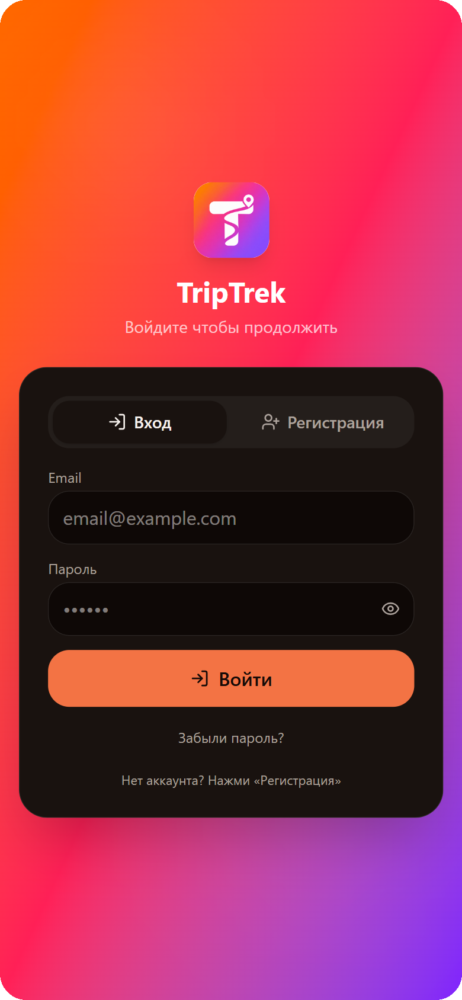 TripTrek
Войдите чтобы продолжить
Вход
Регистрация
Email
email@example.com
Пароль
••••••
Войти
Забыли пароль?
Нет аккаунта? Нажми «Регистрация»